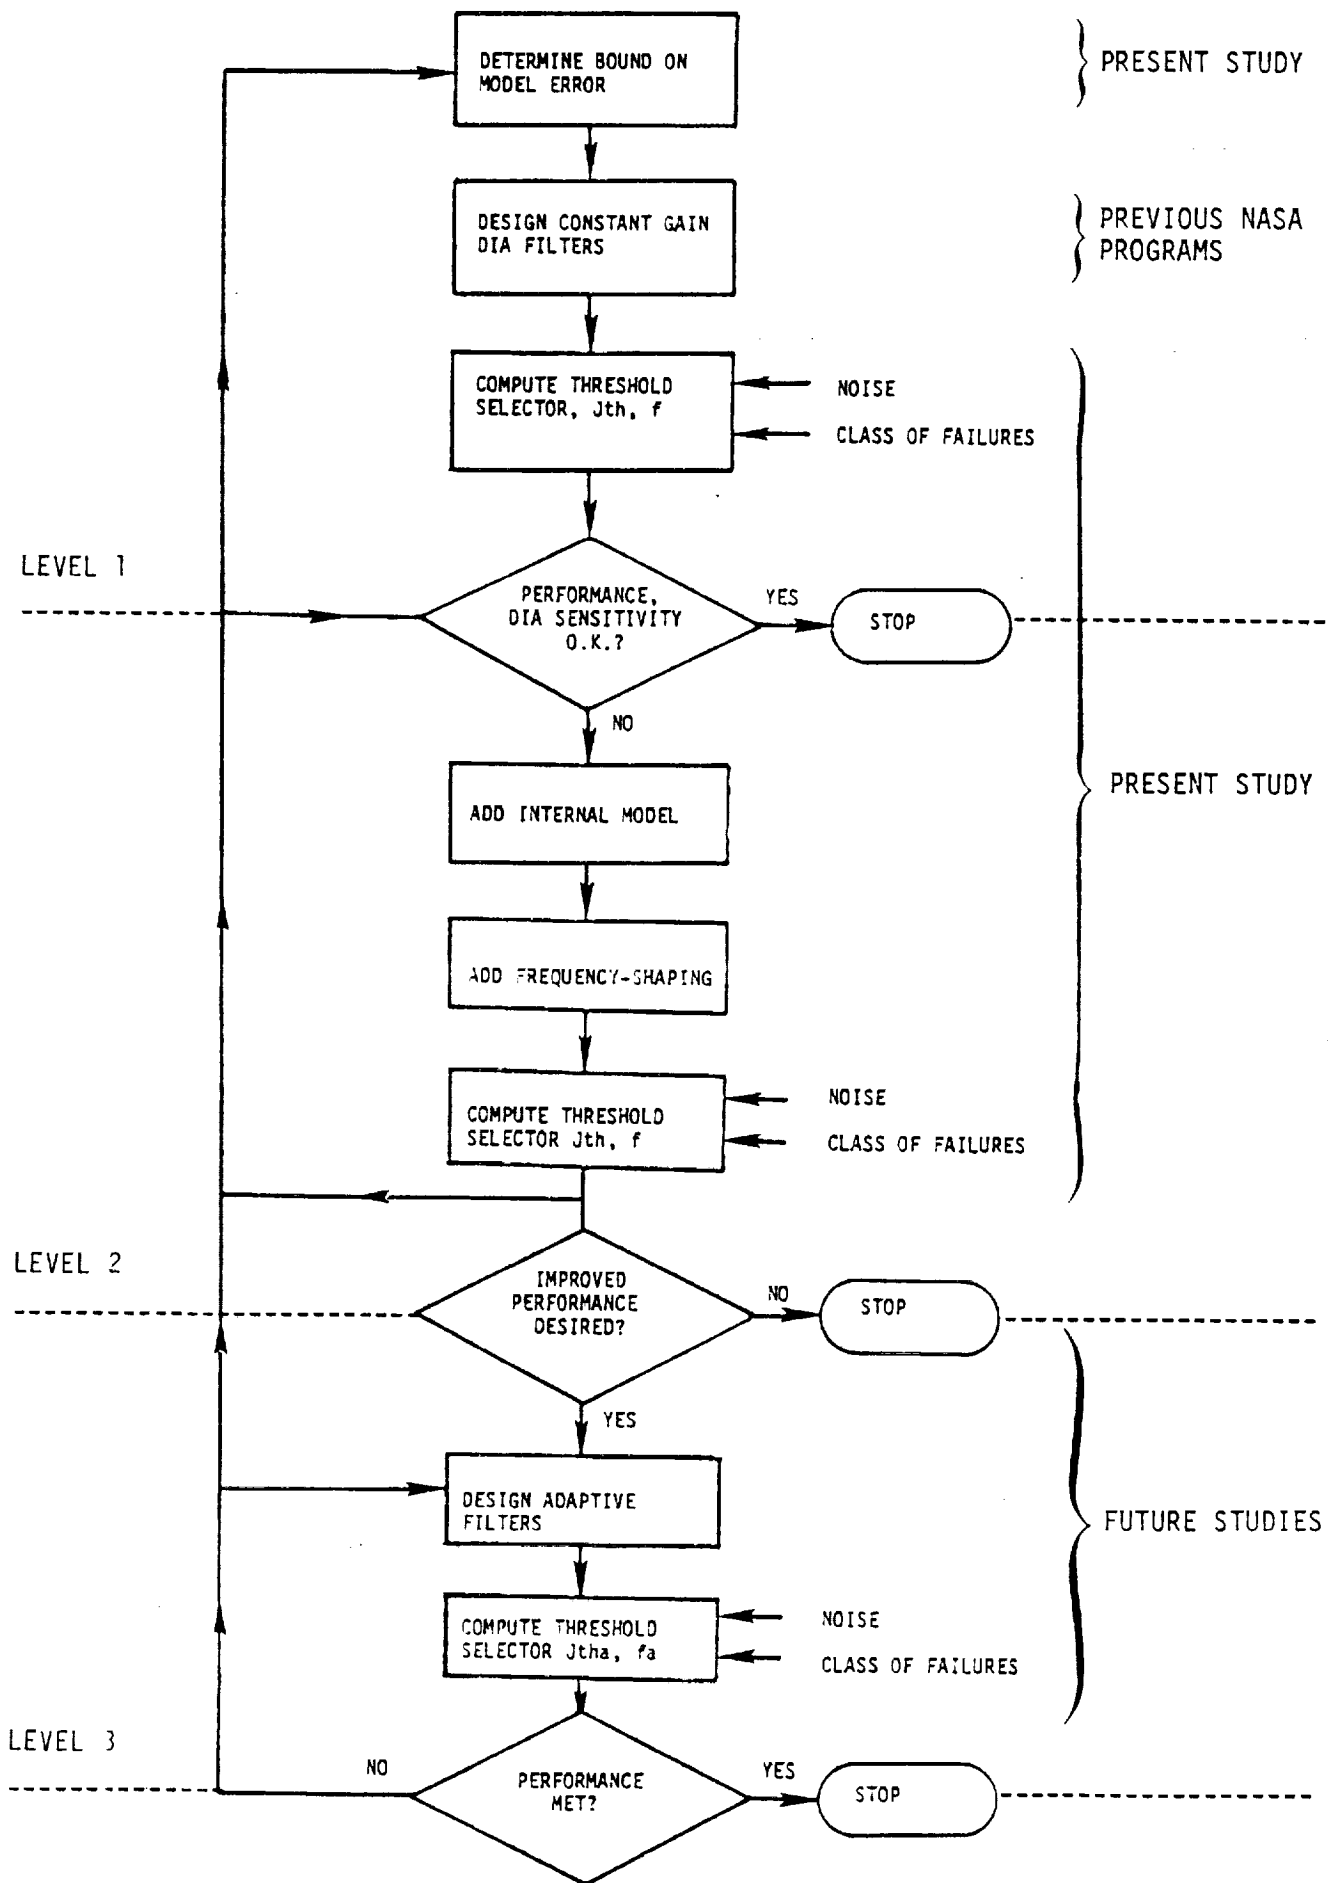 DETERMINE BOUND ON
MODEL ERROR
PRESENT STUDY
DESIGN CONSTANT GAIN
DIA FILTERS
PREVIOUS NASA
PROGRAMS
COMPUTE THRESHOLD
SELECTOR, Jth, f
NOISE
CLASS OF FAILURES
LEVEL 1
PERFORMANCE,
DIA SENSITIVITY
O.K.?
YES
STOP
NO
ADD INTERNAL MODEL
PRESENT STUDY
ADD FREQUENCY-SHAPING
COMPUTE THRESHOLD
SELECTOR Jth, f
NOISE
CLASS OF FAILURES
LEVEL 2
IMPROVED
PERFORMANCE
DESIRED?
NO
STOP
YES
DESIGN ADAPTIVE
FILTERS
FUTURE STUDIES
COMPUTE THRESHOLD
SELECTOR Jtha, fa
NOISE
CLASS OF FAILURES
LEVEL 3
NO
PERFORMANCE
MET?
YES
STOP